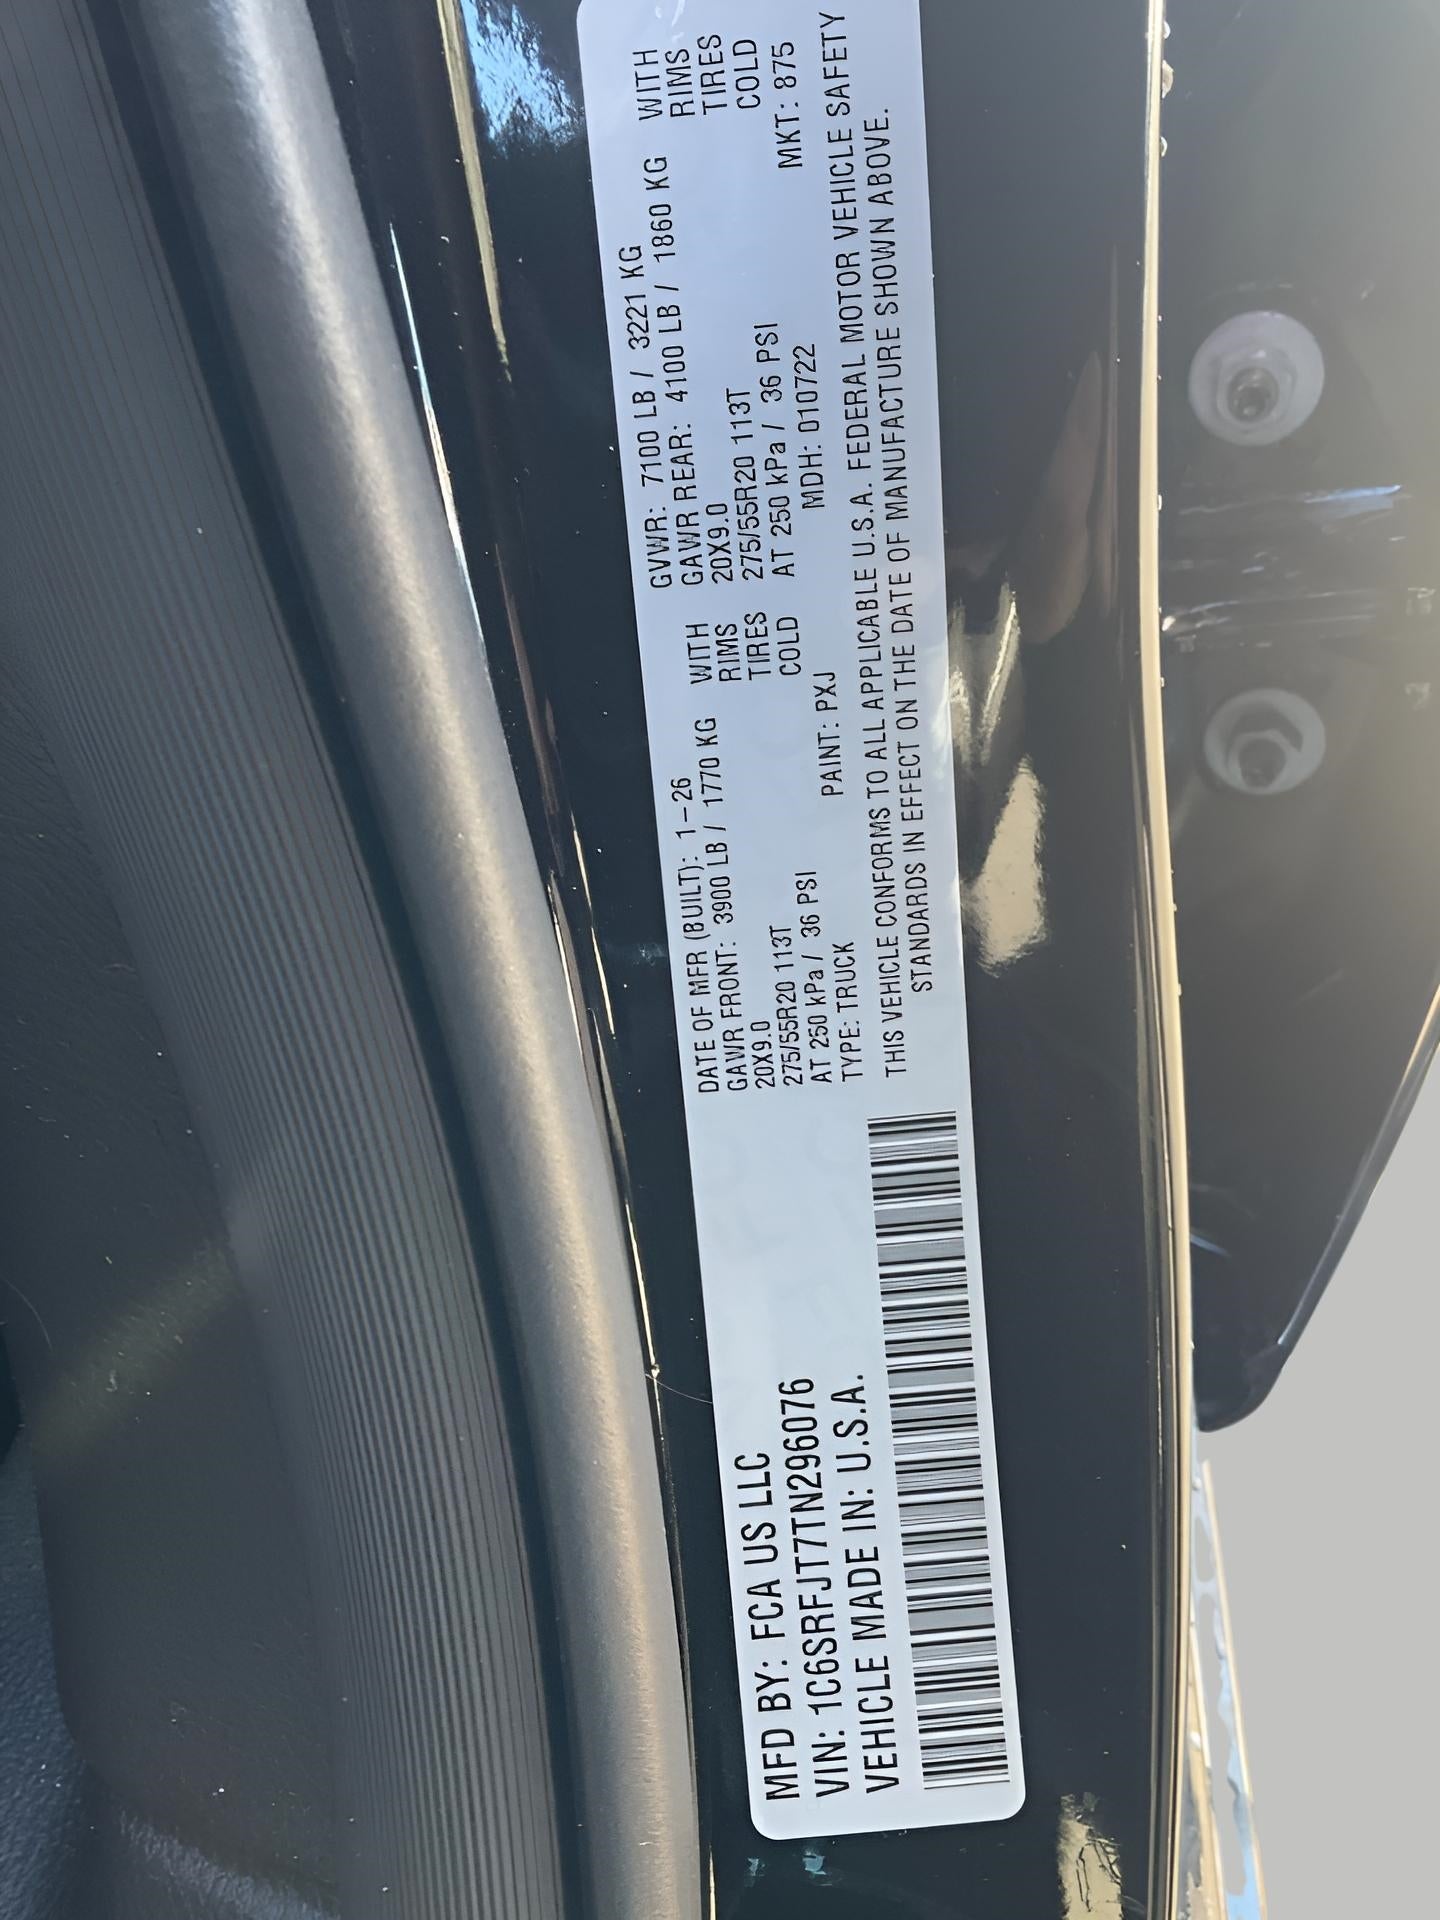 MFD BY: FCA US LLC
VIN: 1C6SRFJT7TN296076
VEHICLE MADE IN: U.S.A.
DATE OF MFR (BUILT): 1-26 GVWR: 7100 LB / 3221 KG
GAWR FRONT: 3900 LB / 1770 KG WITH GAWR REAR: 4100 LB / 1860 KG WITH
20X9.0 RIMS 20X9.0 RIMS
275/55R20 113T TIRES 275/55R20 113T TIRES
AT 250 kPa / 36 PSI COLD AT 250 kPa / 36 PSI COLD
TYPE: TRUCK PAINT: PXJ MDH: 010722 MKT: 875
THIS VEHICLE CONFORMS TO ALL APPLICABLE U.S.A. FEDERAL MOTOR VEHICLE SAFETY
STANDARDS IN EFFECT ON THE DATE OF MANUFACTURE SHOWN ABOVE.